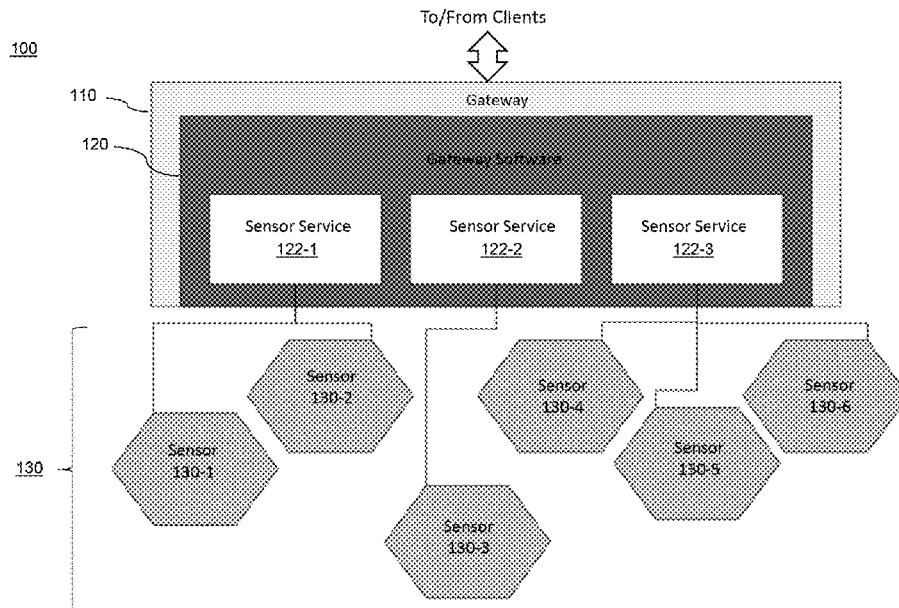 To/From Clients
100
110
Gateway
120
Gateway Software
Sensor Service
122-1
Sensor Service
122-2
Sensor Service
122-3
Sensor
130-2
Sensor
130-4
Sensor
130-6
Sensor
130-1
Sensor
130-5
130
Sensor
130-3